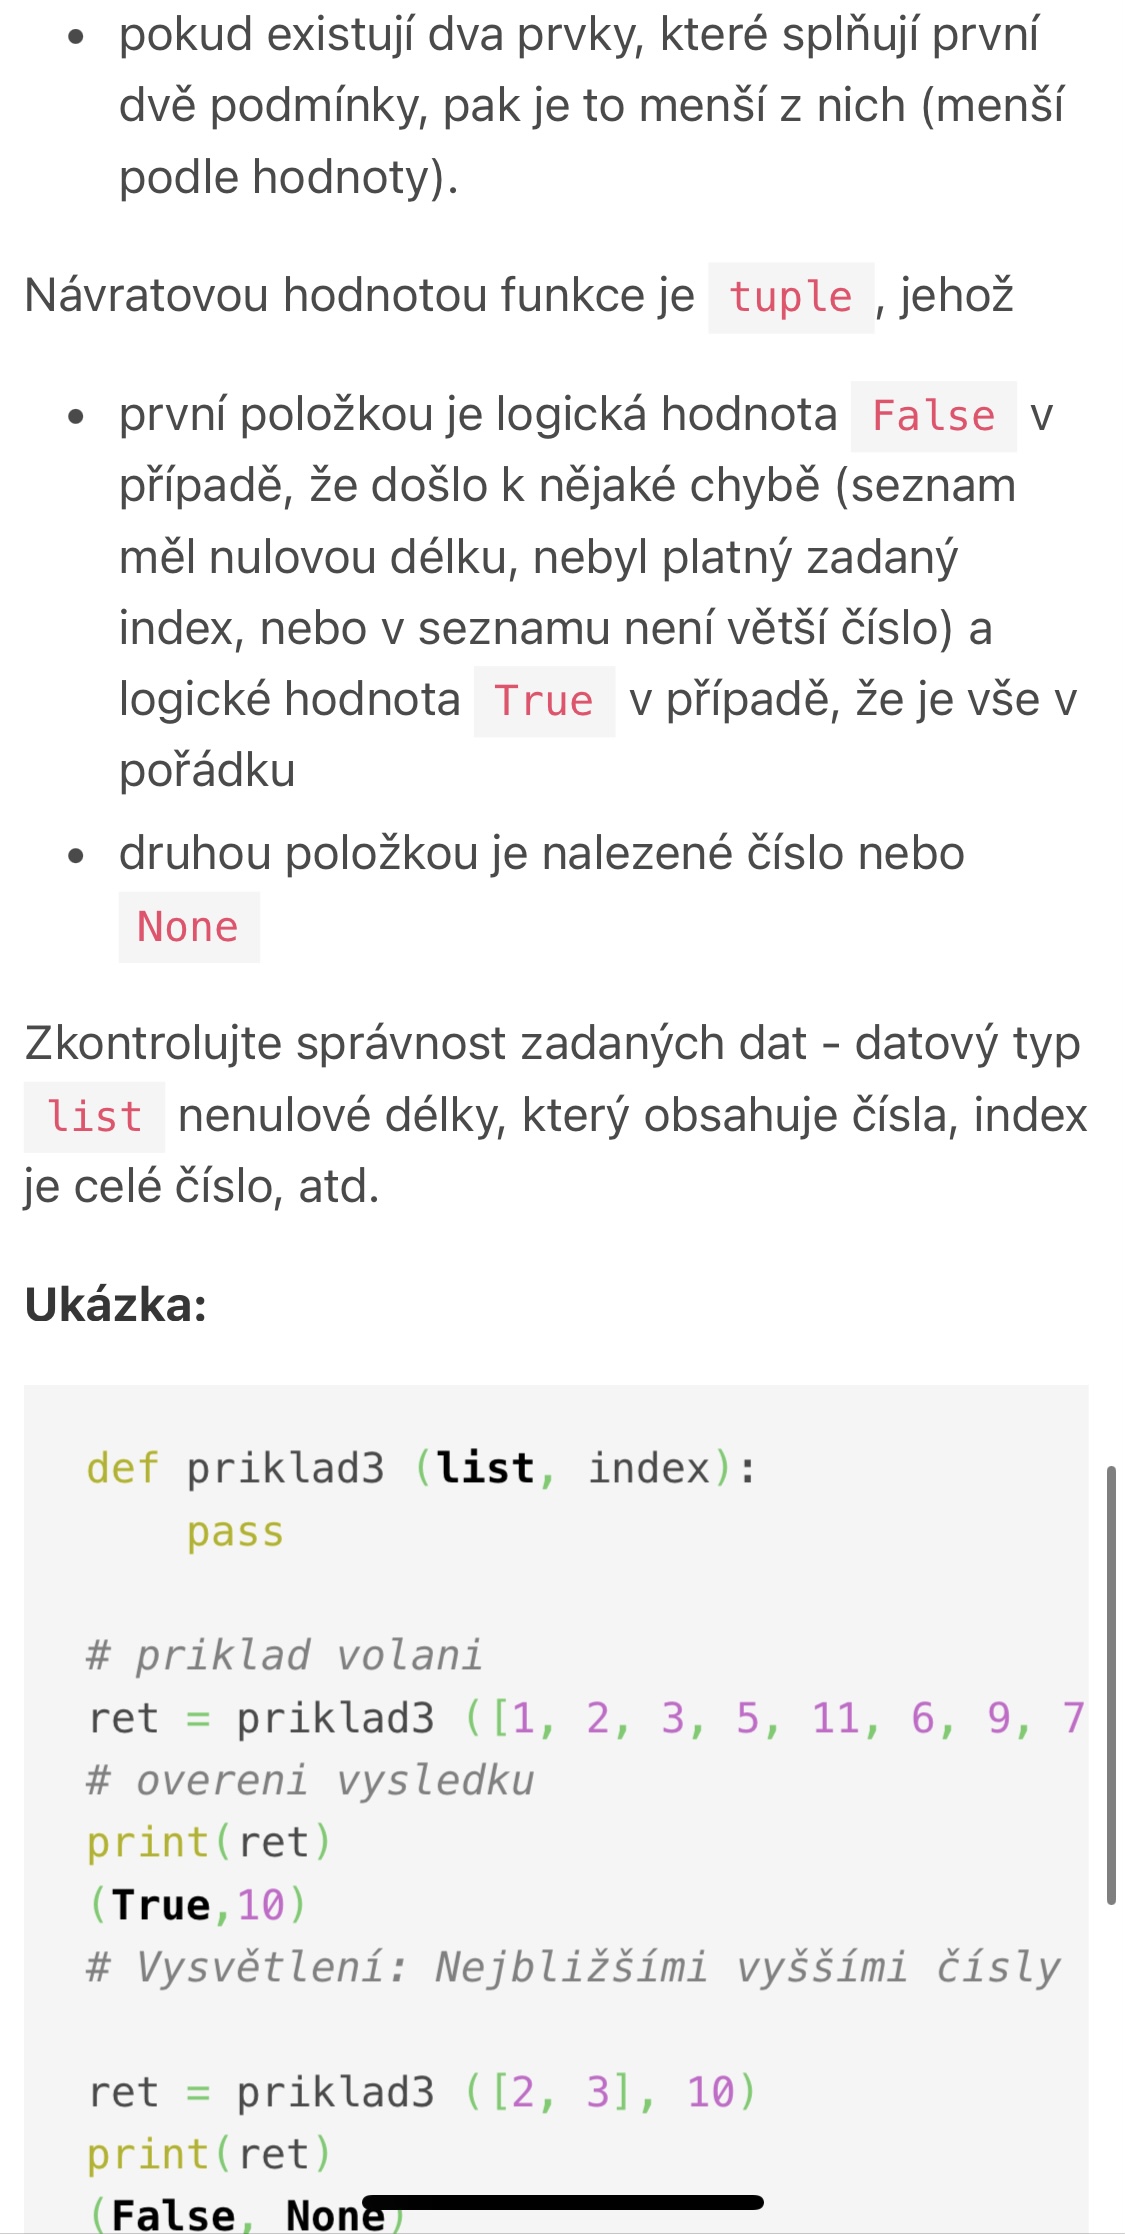 • pokud existují dva prvky, které splňují první
dvě podmínky, pak je to menší z nich (menší
podle hodnoty).
Návratovou hodnotou funkce je tuple , jehož
• první položkou je logická hodnota False v
případě, že došlo k nějaké chybě (seznam
měl nulovou délku, nebyl platný zadaný
index, nebo v seznamu není větší číslo) a
logické hodnota True v případě, že je vše v
pořádku
• druhou položkou je nalezené číslo nebo
None
Zkontrolujte správnost zadaných dat - datový typ
list nenulové délky, který obsahuje čísla, index
je celé číslo, atd.
Ukázka:
def priklad3 (list, index):
    pass
# priklad volani
ret = priklad3 ([1, 2, 3, 5, 11, 6, 9, 7
# overeni vysledku
print(ret)
(True,10)
# Vysvětlení: Nejbližšími vyššími čísly
ret = priklad3 ([2, 3], 10)
print(ret)
(False, None)